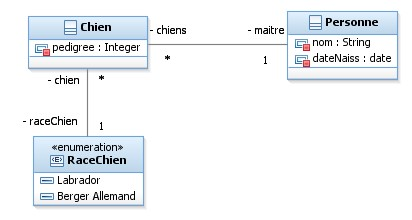 Chien
pedigree : Integer
- chiens
*
- maitre
1
Personne
nom : String
dateNaiss : date
- chien
*
- raceChien
1
«enumeration»
RaceChien
Labrador
Berger Allemand